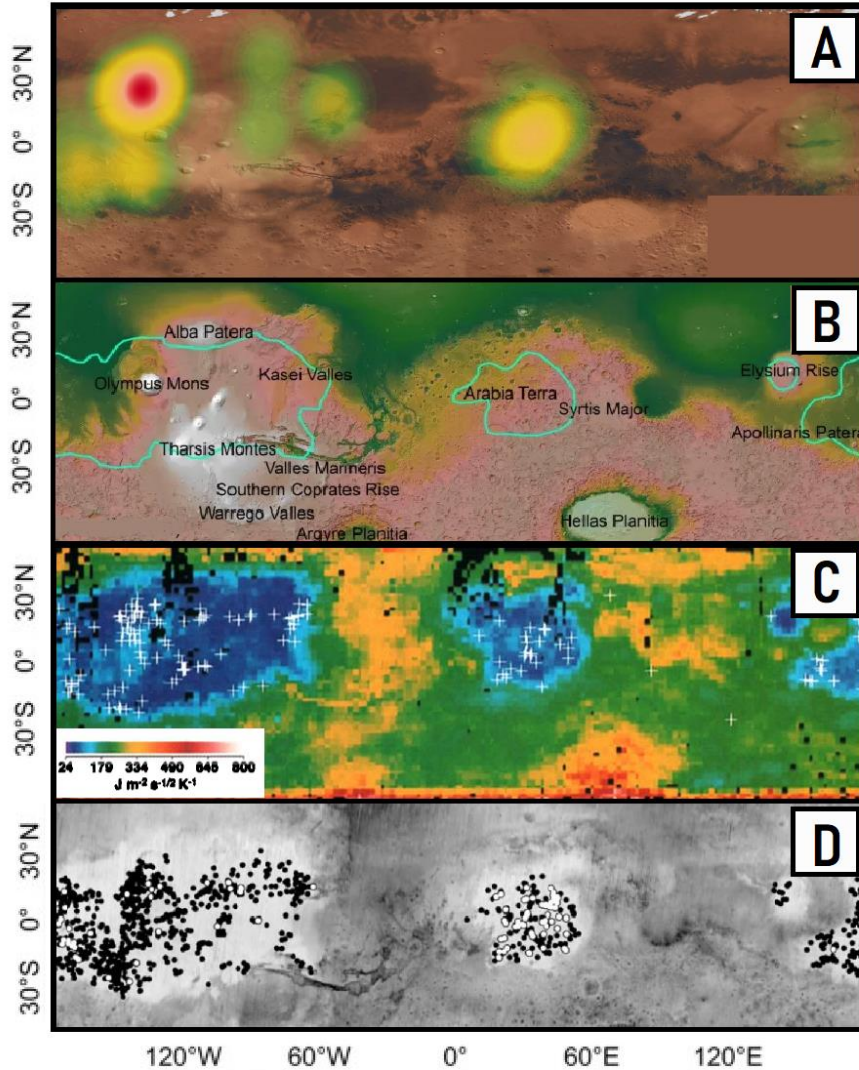 A
30°N
0°
30°S
B
30°N
0°
30°S
Alba Patera
Olympus Mons
Kasei Valles
Arabia Terra
Syrtis Major
Elysium Rise
Apollinaris Patera
Tharsis Montes
Valles Marineris
Southern Coprates Rise
Warrego Valles
Argyre Planitia
Hellas Planitia
C
30°N
0°
30°S
24 179 334 490 645 800
J m⁻² s⁻¹/² K⁻¹
D
30°N
0°
30°S
120°W 60°W 0° 60°E 120°E